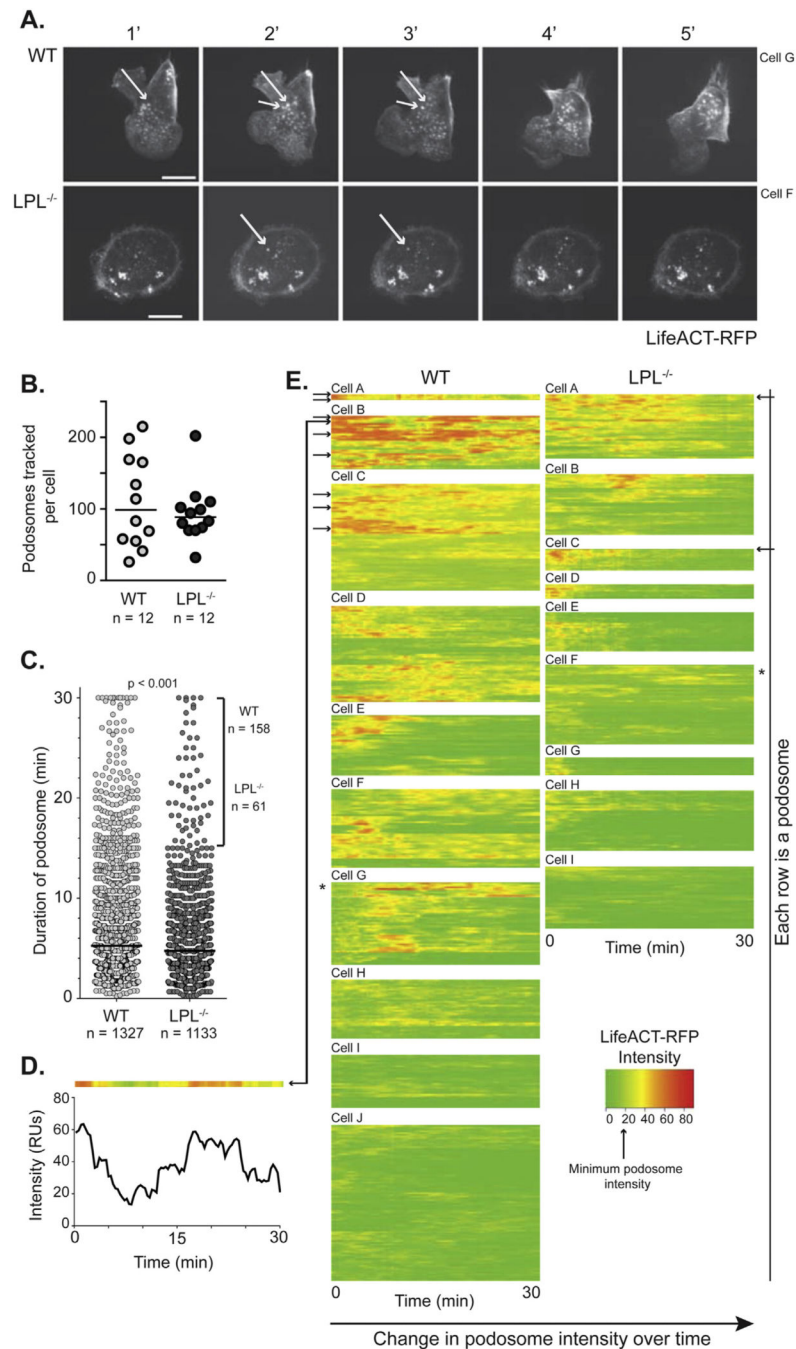 A.
1’ 2’ 3’ 4’ 5’
WT
Cell G
LPL-/-
Cell F
LifeACT-RFP
B.
Podosomes tracked
per cell
200
100
0
WT LPL-/-
n = 12 n = 12
C.
p < 0.001
Duration of podosome (min)
30
20
10
0
WT
n = 158
LPL-/-
n = 61
WT LPL-/-
n = 1327 n = 1133
D.
Intensity (RUs)
80
60
40
20
0
0 15 30
Time (min)
E.
WT
Cell A
Cell B
Cell C
Cell D
Cell E
Cell F
*
Cell G
Cell H
Cell I
Cell J
0 30
Time (min)
LPL-/-
Cell A
Cell B
Cell C
Cell D
Cell E
Cell F
*
Cell G
Cell H
Cell I
0 30
Time (min)
Each row is a podosome
LifeACT-RFP
Intensity
0 20 40 60 80
Minimum podosome
intensity
Change in podosome intensity over time